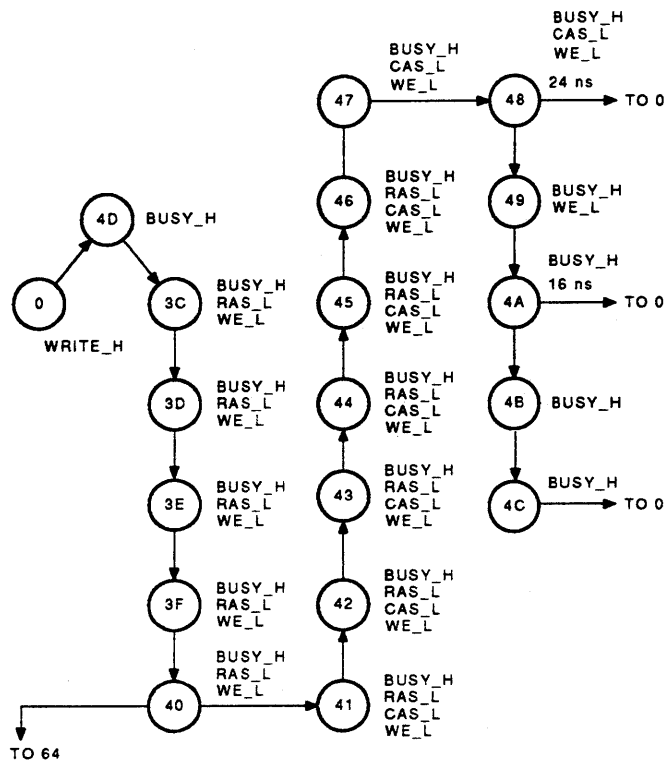 0
WRITE_H
4D
BUSY_H
3C
BUSY_H
RAS_L
WE_L
3D
BUSY_H
RAS_L
WE_L
3E
BUSY_H
RAS_L
WE_L
3F
BUSY_H
RAS_L
WE_L
40
BUSY_H
RAS_L
WE_L
TO 64
41
BUSY_H
RAS_L
CAS_L
WE_L
42
BUSY_H
RAS_L
CAS_L
WE_L
43
BUSY_H
RAS_L
CAS_L
WE_L
44
BUSY_H
RAS_L
CAS_L
WE_L
45
BUSY_H
RAS_L
CAS_L
WE_L
46
BUSY_H
RAS_L
CAS_L
WE_L
47
BUSY_H
CAS_L
WE_L
48
BUSY_H
CAS_L
WE_L
24 ns
TO 0
49
BUSY_H
WE_L
4A
BUSY_H
16 ns
TO 0
4B
BUSY_H
4C
BUSY_H
TO 0